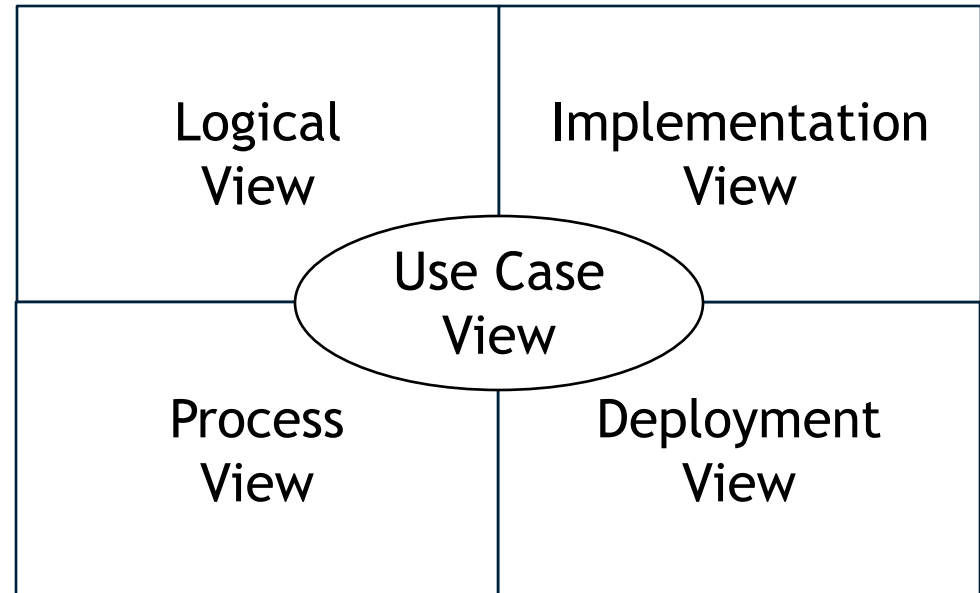 Logical
View
Implementation
View
Use Case
View
Process
View
Deployment
View